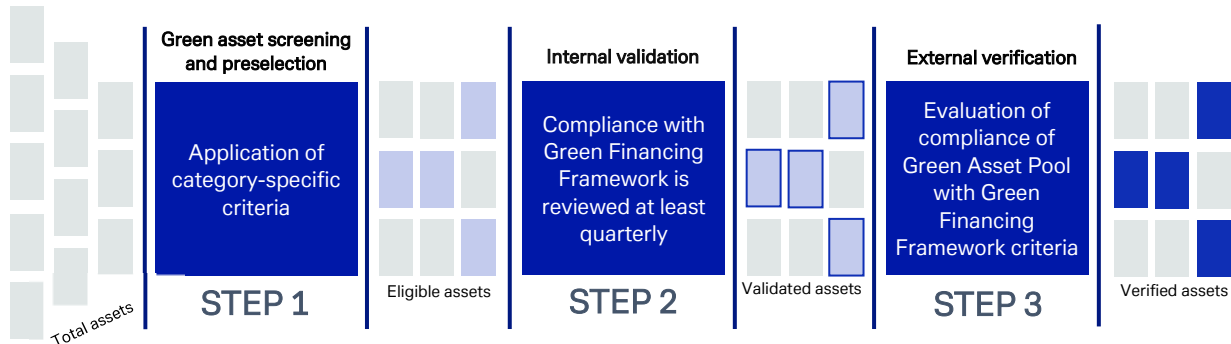 Total assets
Green asset screening
and preselection
Application of
category-specific
criteria
STEP 1
Eligible assets
Internal validation
Compliance with
Green Financing
Framework is
reviewed at least
quarterly
STEP 2
Validated assets
External verification
Evaluation of
compliance of
Green Asset Pool
with Green
Financing
Framework criteria
STEP 3
Verified assets